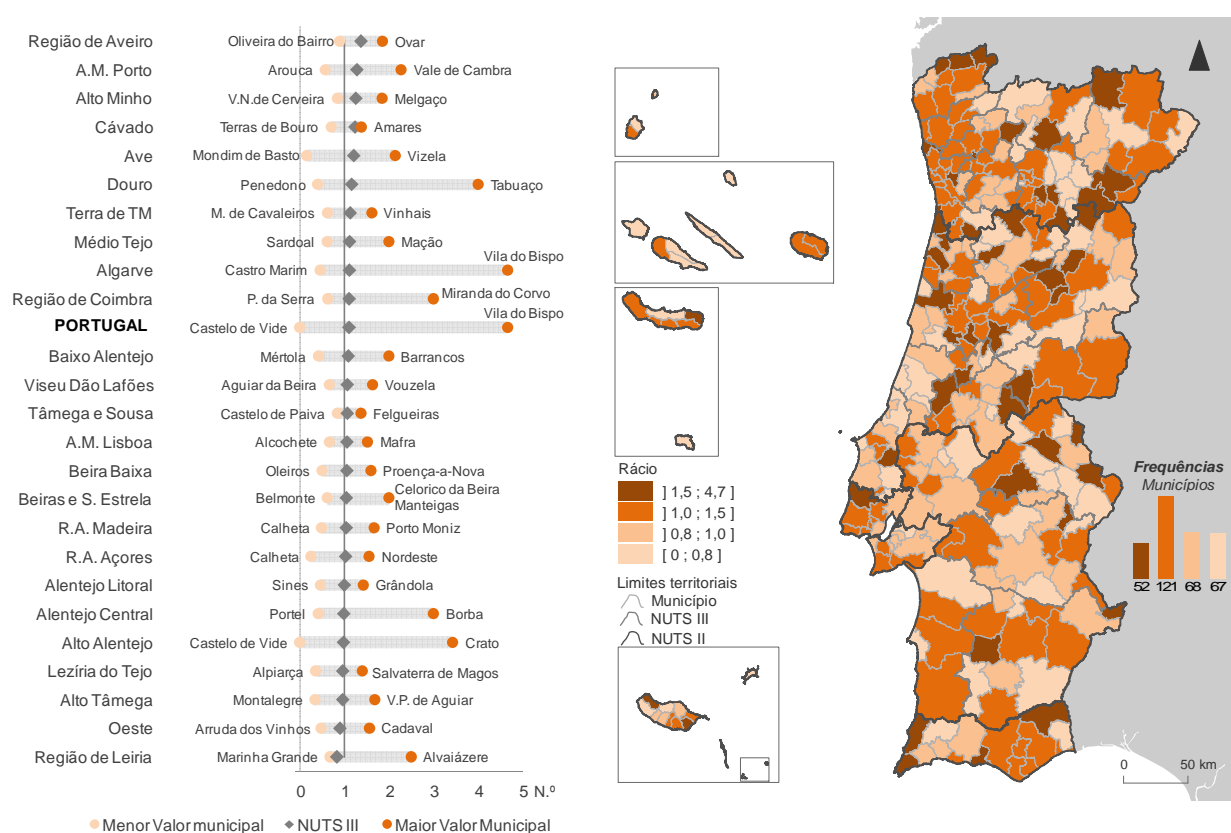 Região de Aveiro Oliveira do Bairro Ovar
A.M. Porto Arouca Vale de Cambra
Alto Minho V.N.de Cerveira Melgaço
Cávado Terras de Bouro Amares
Ave Mondim de Basto Vizela
Douro Penedono Tabuaço
Terra de TM M. de Cavaleiros Vinhais
Médio Tejo Sardoal Mação
Algarve Castro Marim Vila do Bispo
Região de Coimbra P. da Serra Miranda do Corvo
PORTUGAL Castelo de Vide Vila do Bispo
Baixo Alentejo Mértola Barrancos
Viseu Dão Lafões Aguiar da Beira Vouzela
Tâmega e Sousa Castelo de Paiva Felgueiras
A.M. Lisboa Alcochete Mafra
Beira Baixa Oleiros Proença-a-Nova
Beiras e S. Estrela Belmonte Celorico da Beira
Manteigas
R.A. Madeira Calheta Porto Moniz
R.A. Açores Calheta Nordeste
Alentejo Litoral Sines Grândola
Alentejo Central Portel Borba
Alto Alentejo Castelo de Vide Crato
Lezíria do Tejo Alpiarça Salvaterra de Magos
Alto Tâmega Montalegre V.P. de Aguiar
Oeste Arruda dos Vinhos Cadaval
Região de Leiria Marinha Grande Alvaiázere
0 1 2 3 4 5 N.º
Menor Valor municipal NUTS III Maior Valor Municipal
Rácio
] 1,5 ; 4,7 ]
] 1,0 ; 1,5 ]
] 0,8 ; 1,0 ]
[ 0 ; 0,8 ]
Limites territoriais
Município
NUTS III
NUTS II
Frequências
Municípios
52 121 68 67
0 50 km